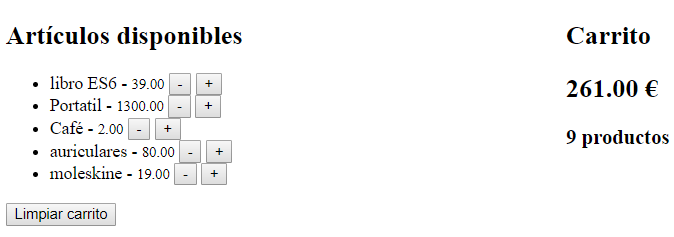 Artículos disponibles
libro ES6 - 39.00 - +
Portatil - 1300.00 - +
Café - 2.00 - +
auriculares - 80.00 - +
moleskine - 19.00 - +
Limpiar carrito
Carrito
261.00 €
9 productos